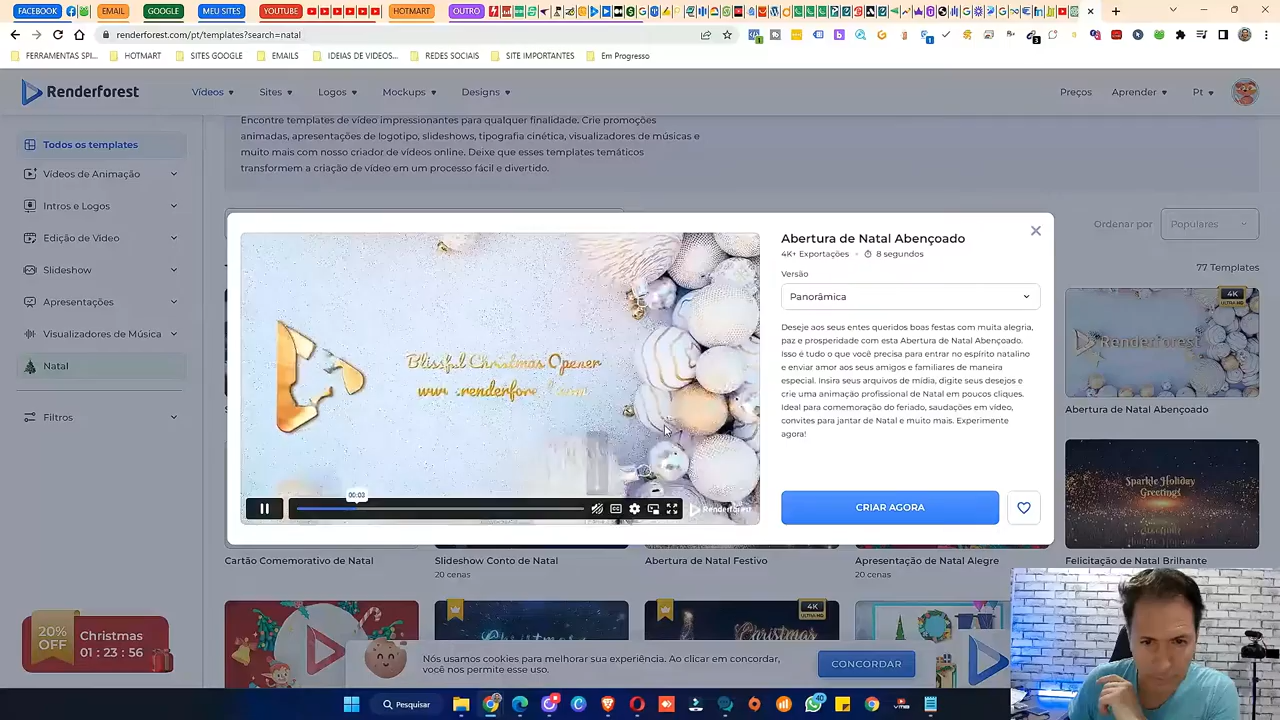 FACEBOOK
EMAIL
GOOGLE
MEU SITES
YOUTUBE
HOTMART
OUTRO
renderforest.com/pt/templates?search=natal
FERRAMENTAS SPI...
HOTMART
SITES GOOGLE
EMAILS
IDEIAS DE VIDEOS...
REDES SOCIAIS
SITE IMPORTANTES
Em Progresso
Renderforest
Vídeos
Sites
Logos
Mockups
Designs
Preços
Aprender
Pt
Encontre templates de vídeo impressionantes para qualquer finalidade. Crie promoções
animadas, apresentações de logotipo, slideshows, tipografia cinética, visualizadores de músicas e
muito mais com nosso criador de vídeos online. Deixe que esses templates temáticos
transformem a criação de vídeo em um processo fácil e divertido.
Todos os templates
Vídeos de Animação
Intros e Logos
Edição de Vídeo
Slideshow
Apresentações
Visualizadores de Música
Natal
Filtros
Ordenar por
Populares
77 Templates
Abertura de Natal Abençoado
4K+ Exportações
8 segundos
Versão
Panorâmica
Deseje aos seus entes queridos boas festas com muita alegria,
paz e prosperidade com esta Abertura de Natal Abençoado.
Isso é tudo o que você precisa para entrar no espírito natalino
e enviar amor aos seus amigos e familiares de maneira
especial. Insira seus arquivos de mídia, digite seus desejos e
crie uma animação profissional de Natal em poucos cliques.
Ideal para comemoração do feriado, saudações em vídeo,
convites para jantar de Natal e muito mais. Experimente
agora!
CRIAR AGORA
Blissful Christmas Opener
00:02
Renderforest
4K
Renderforest
Abertura de Natal Abençoado
Sparkle Holiday
Greetings
Cartão Comemorativo de Natal
Slideshow Conto de Natal
20 cenas
Abertura de Natal Festivo
Apresentação de Natal Alegre
20 cenas
Felicitação de Natal Brilhante
20%
OFF
Christmas
01 : 23 : 56
4K
Nós usamos cookies para melhorar sua experiência. Ao clicar em concordar,
você nos permite esse uso.
CONCORDAR
Pesquisar
40